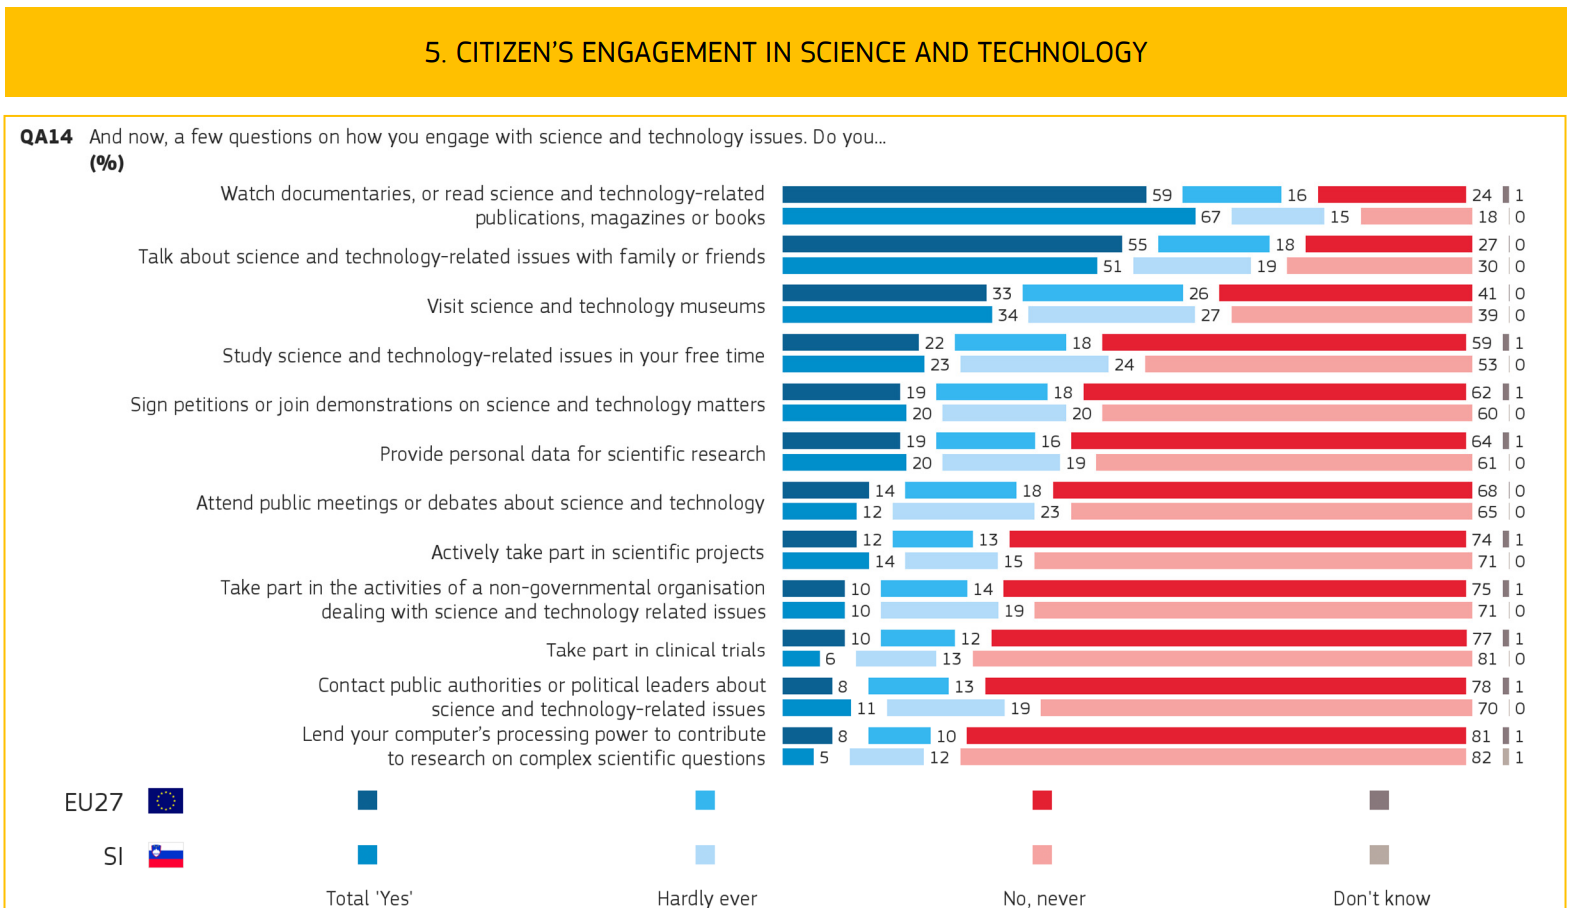 5. CITIZEN’S ENGAGEMENT IN SCIENCE AND TECHNOLOGY
QA14 And now, a few questions on how you engage with science and technology issues. Do you...
(%)
Watch documentaries, or read science and technology-related 59 16 24 1
publications, magazines or books 67 15 18 0
55 18 27 0
Talk about science and technology-related issues with family or friends
51 19 30 0
33 26 41 0
Visit science and technology museums
34 27 39 0
22 18 59 1
Study science and technology-related issues in your free time
23 24 53 0
19 18 62 1
Sign petitions or join demonstrations on science and technology matters
20 20 60 0
19 16 64 1
Provide personal data for scientific research
20 19 61 0
14 18 68 0
Attend public meetings or debates about science and technology
12 23 65 0
12 13 74 1
Actively take part in scientific projects
14 15 71 0
Take part in the activities of a non-governmental organisation 10 14 75 1
dealing with science and technology related issues 10 19 71 0
10 12 77 1
Take part in clinical trials
6 13 81 0
Contact public authorities or political leaders about 8 13 78 1
science and technology-related issues 11 19 70 0
Lend your computer’s processing power to contribute 8 10 81 1
to research on complex scientific questions 5 12 82 1
EU27
SI
Total 'Yes' Hardly ever No, never Don't know